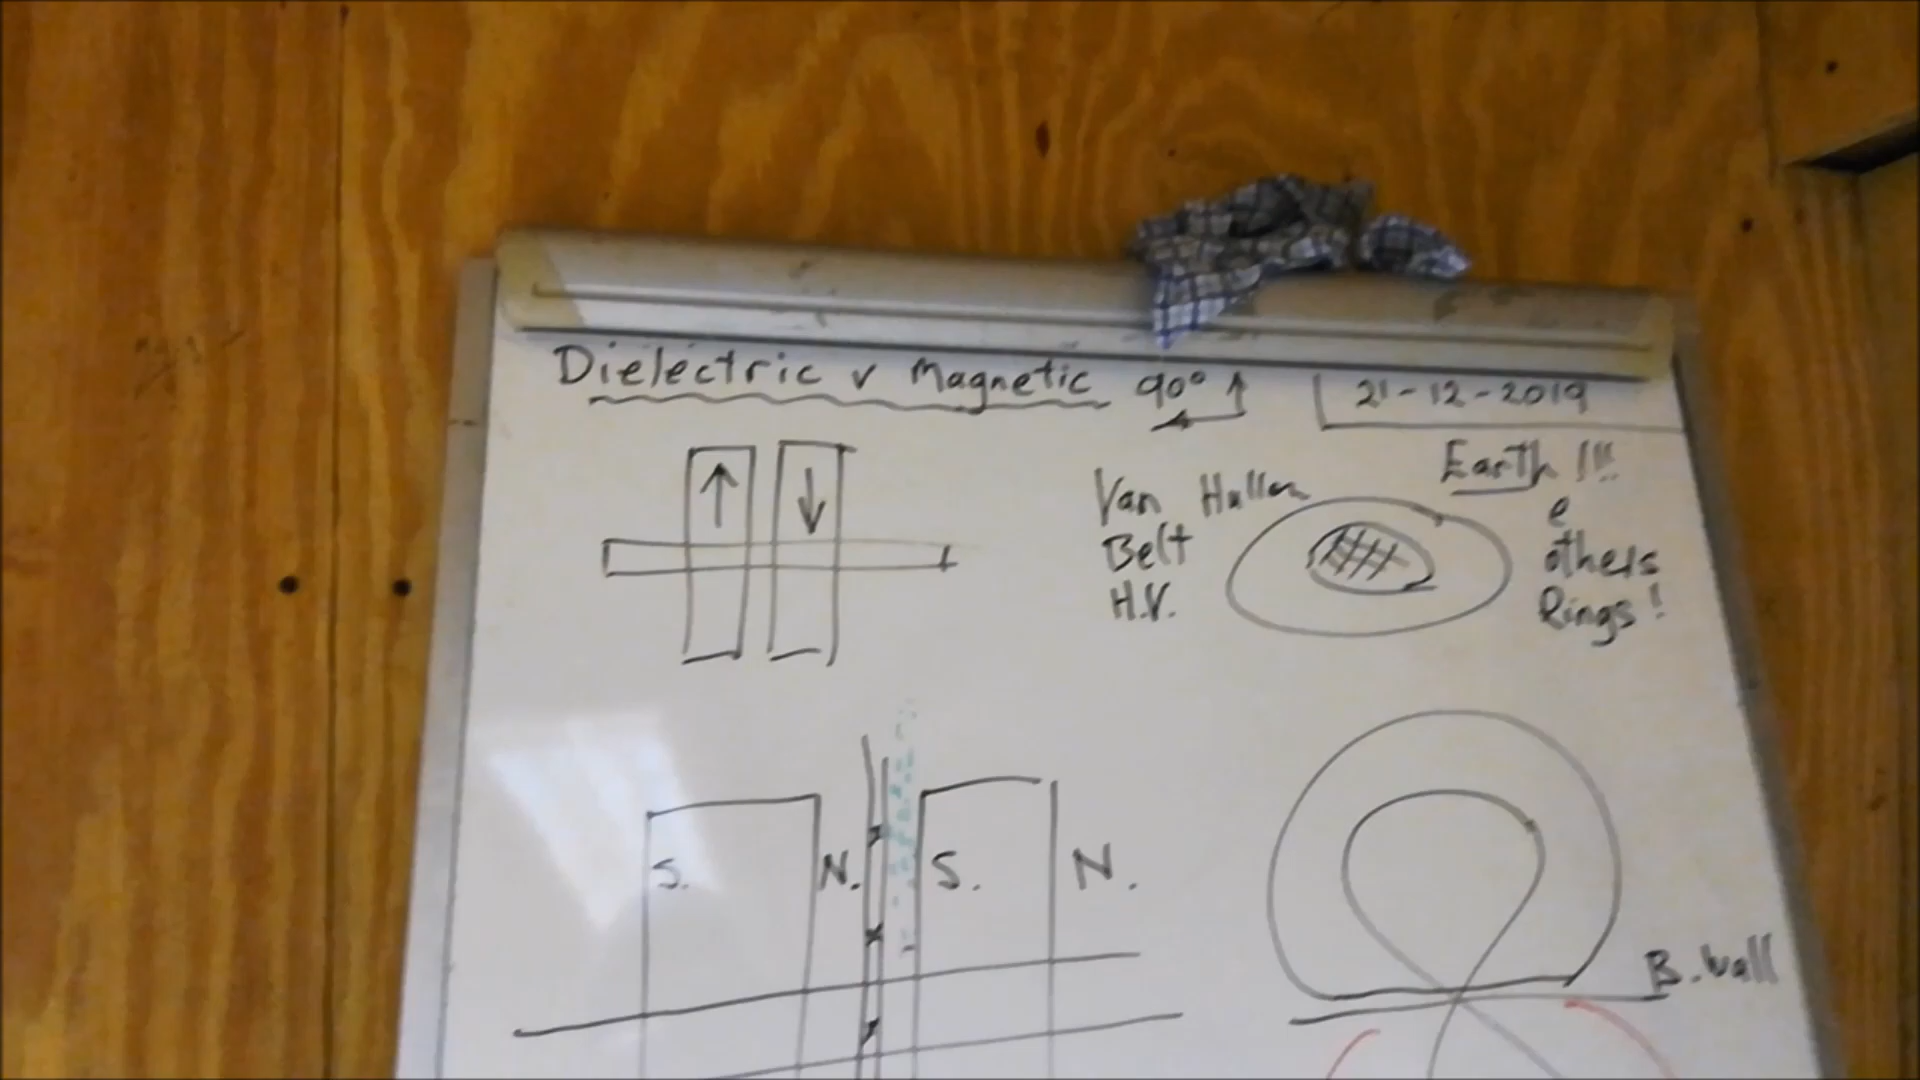 Dielectric v Magnetic 90°
21-12-2019
Earth !!!
Van Hallen
Belt
H.V.
e
others
Rings!
S. N. S. N.
B. Wall